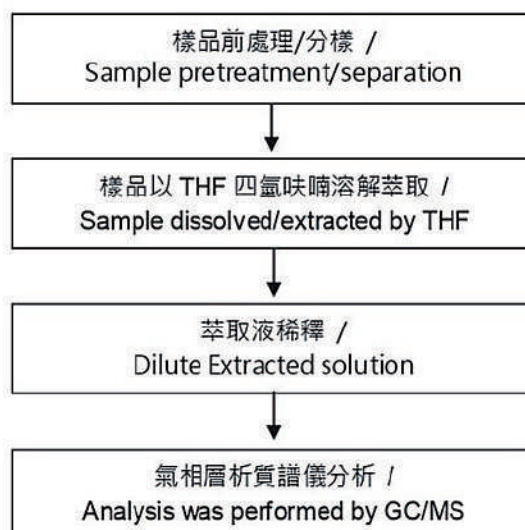 樣品前處理/分樣 /
Sample pretreatment/separation
樣品以 THF 四氫呋喃溶解萃取 /
Sample dissolved/extracted by THF
萃取液稀釋 /
Dilute Extracted solution
氣相層析質譜儀分析 /
Analysis was performed by GC/MS